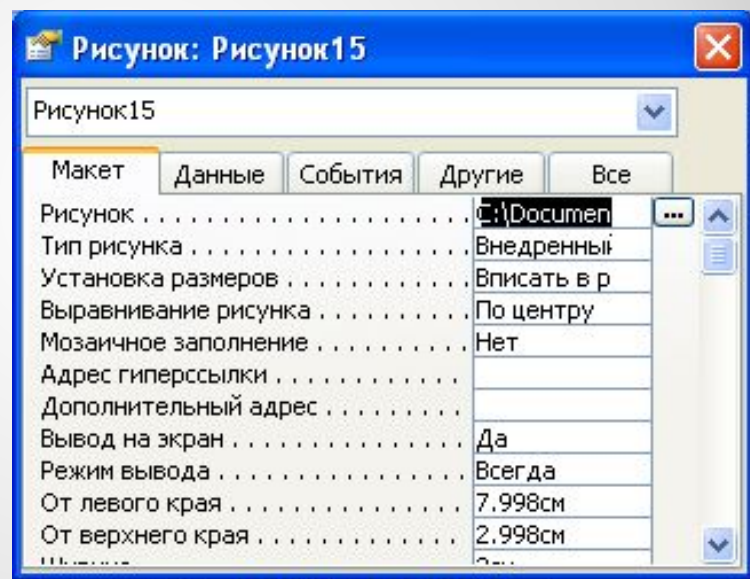 Рисунок: Рисунок15
Рисунок15
Макет Данные События Другие Все
Рисунок . . . . . . . . . . . . . . . . . . . . . . C:\Documen ...
Тип рисунка . . . . . . . . . . . . . . . . . . Внедренный
Установка размеров . . . . . . . . . . . . Вписать в р
Выравнивание рисунка . . . . . . . . . . По центру
Мозаичное заполнение . . . . . . . . . . Нет
Адрес гиперссылки . . . . . . . . . . . .
Дополнительный адрес . . . . . . . . .
Вывод на экран . . . . . . . . . . . . . . . Да
Режим вывода . . . . . . . . . . . . . . . . Всегда
От левого края . . . . . . . . . . . . . . . 7.998см
От верхнего края . . . . . . . . . . . . . 2.998см